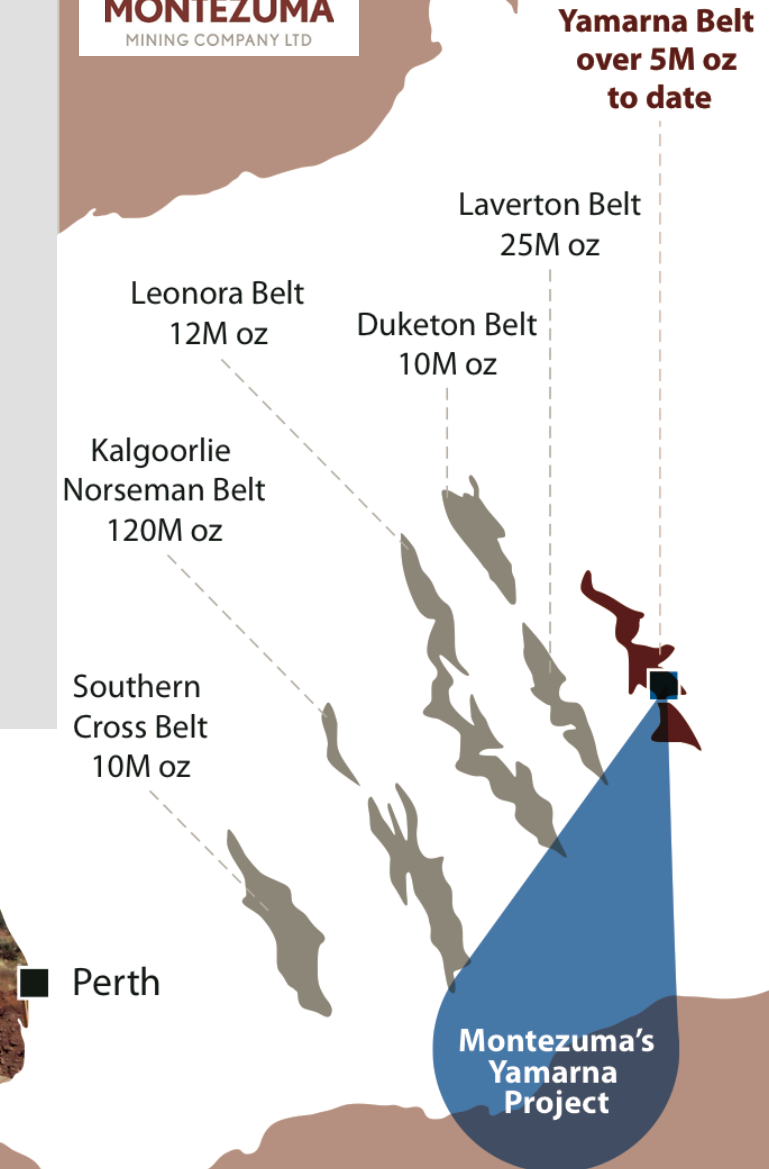 MONTEZUMA
MINING COMPANY LTD
Yamarna Belt
over 5M oz
to date
Laverton Belt
25M oz
Leonora Belt
12M oz
Duketon Belt
10M oz
Kalgoorlie
Norseman Belt
120M oz
Southern
Cross Belt
10M oz
Perth
Montezuma’s
Yamarna
Project